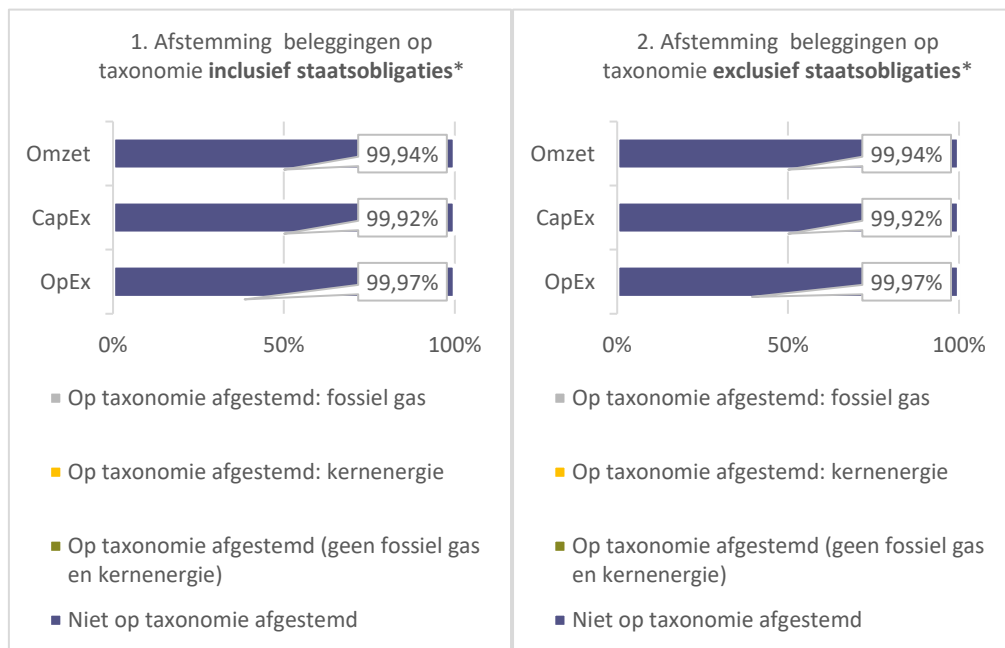 1. Afstemming beleggingen op
taxonomie inclusief staatsobligaties*
Omzet
99,94%
CapEx
99,92%
OpEx
99,97%
0%
50%
100%
Op taxonomie afgestemd: fossiel gas
Op taxonomie afgestemd: kernenergie
Op taxonomie afgestemd (geen fossiel gas
en kernenergie)
Niet op taxonomie afgestemd
2. Afstemming beleggingen op
taxonomie exclusief staatsobligaties*
Omzet
99,94%
CapEx
99,92%
OpEx
99,97%
0%
50%
100%
Op taxonomie afgestemd: fossiel gas
Op taxonomie afgestemd: kernenergie
Op taxonomie afgestemd (geen fossiel gas
en kernenergie)
Niet op taxonomie afgestemd